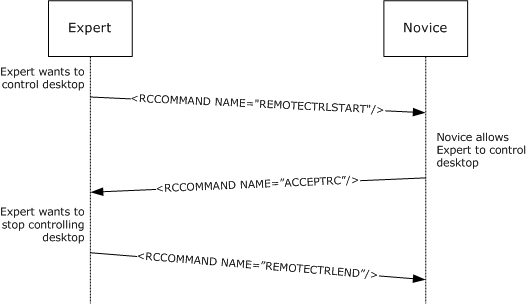 Expert
Novice
Expert wants to
control desktop
<RCCOMMAND NAME="REMOTECTRLSTART"/>
Novice allows
Expert to control
desktop
<RCCOMMAND NAME="ACCEPTRC"/>
Expert wants to
stop controlling
desktop
<RCCOMMAND NAME="REMOTECTRLEND"/>